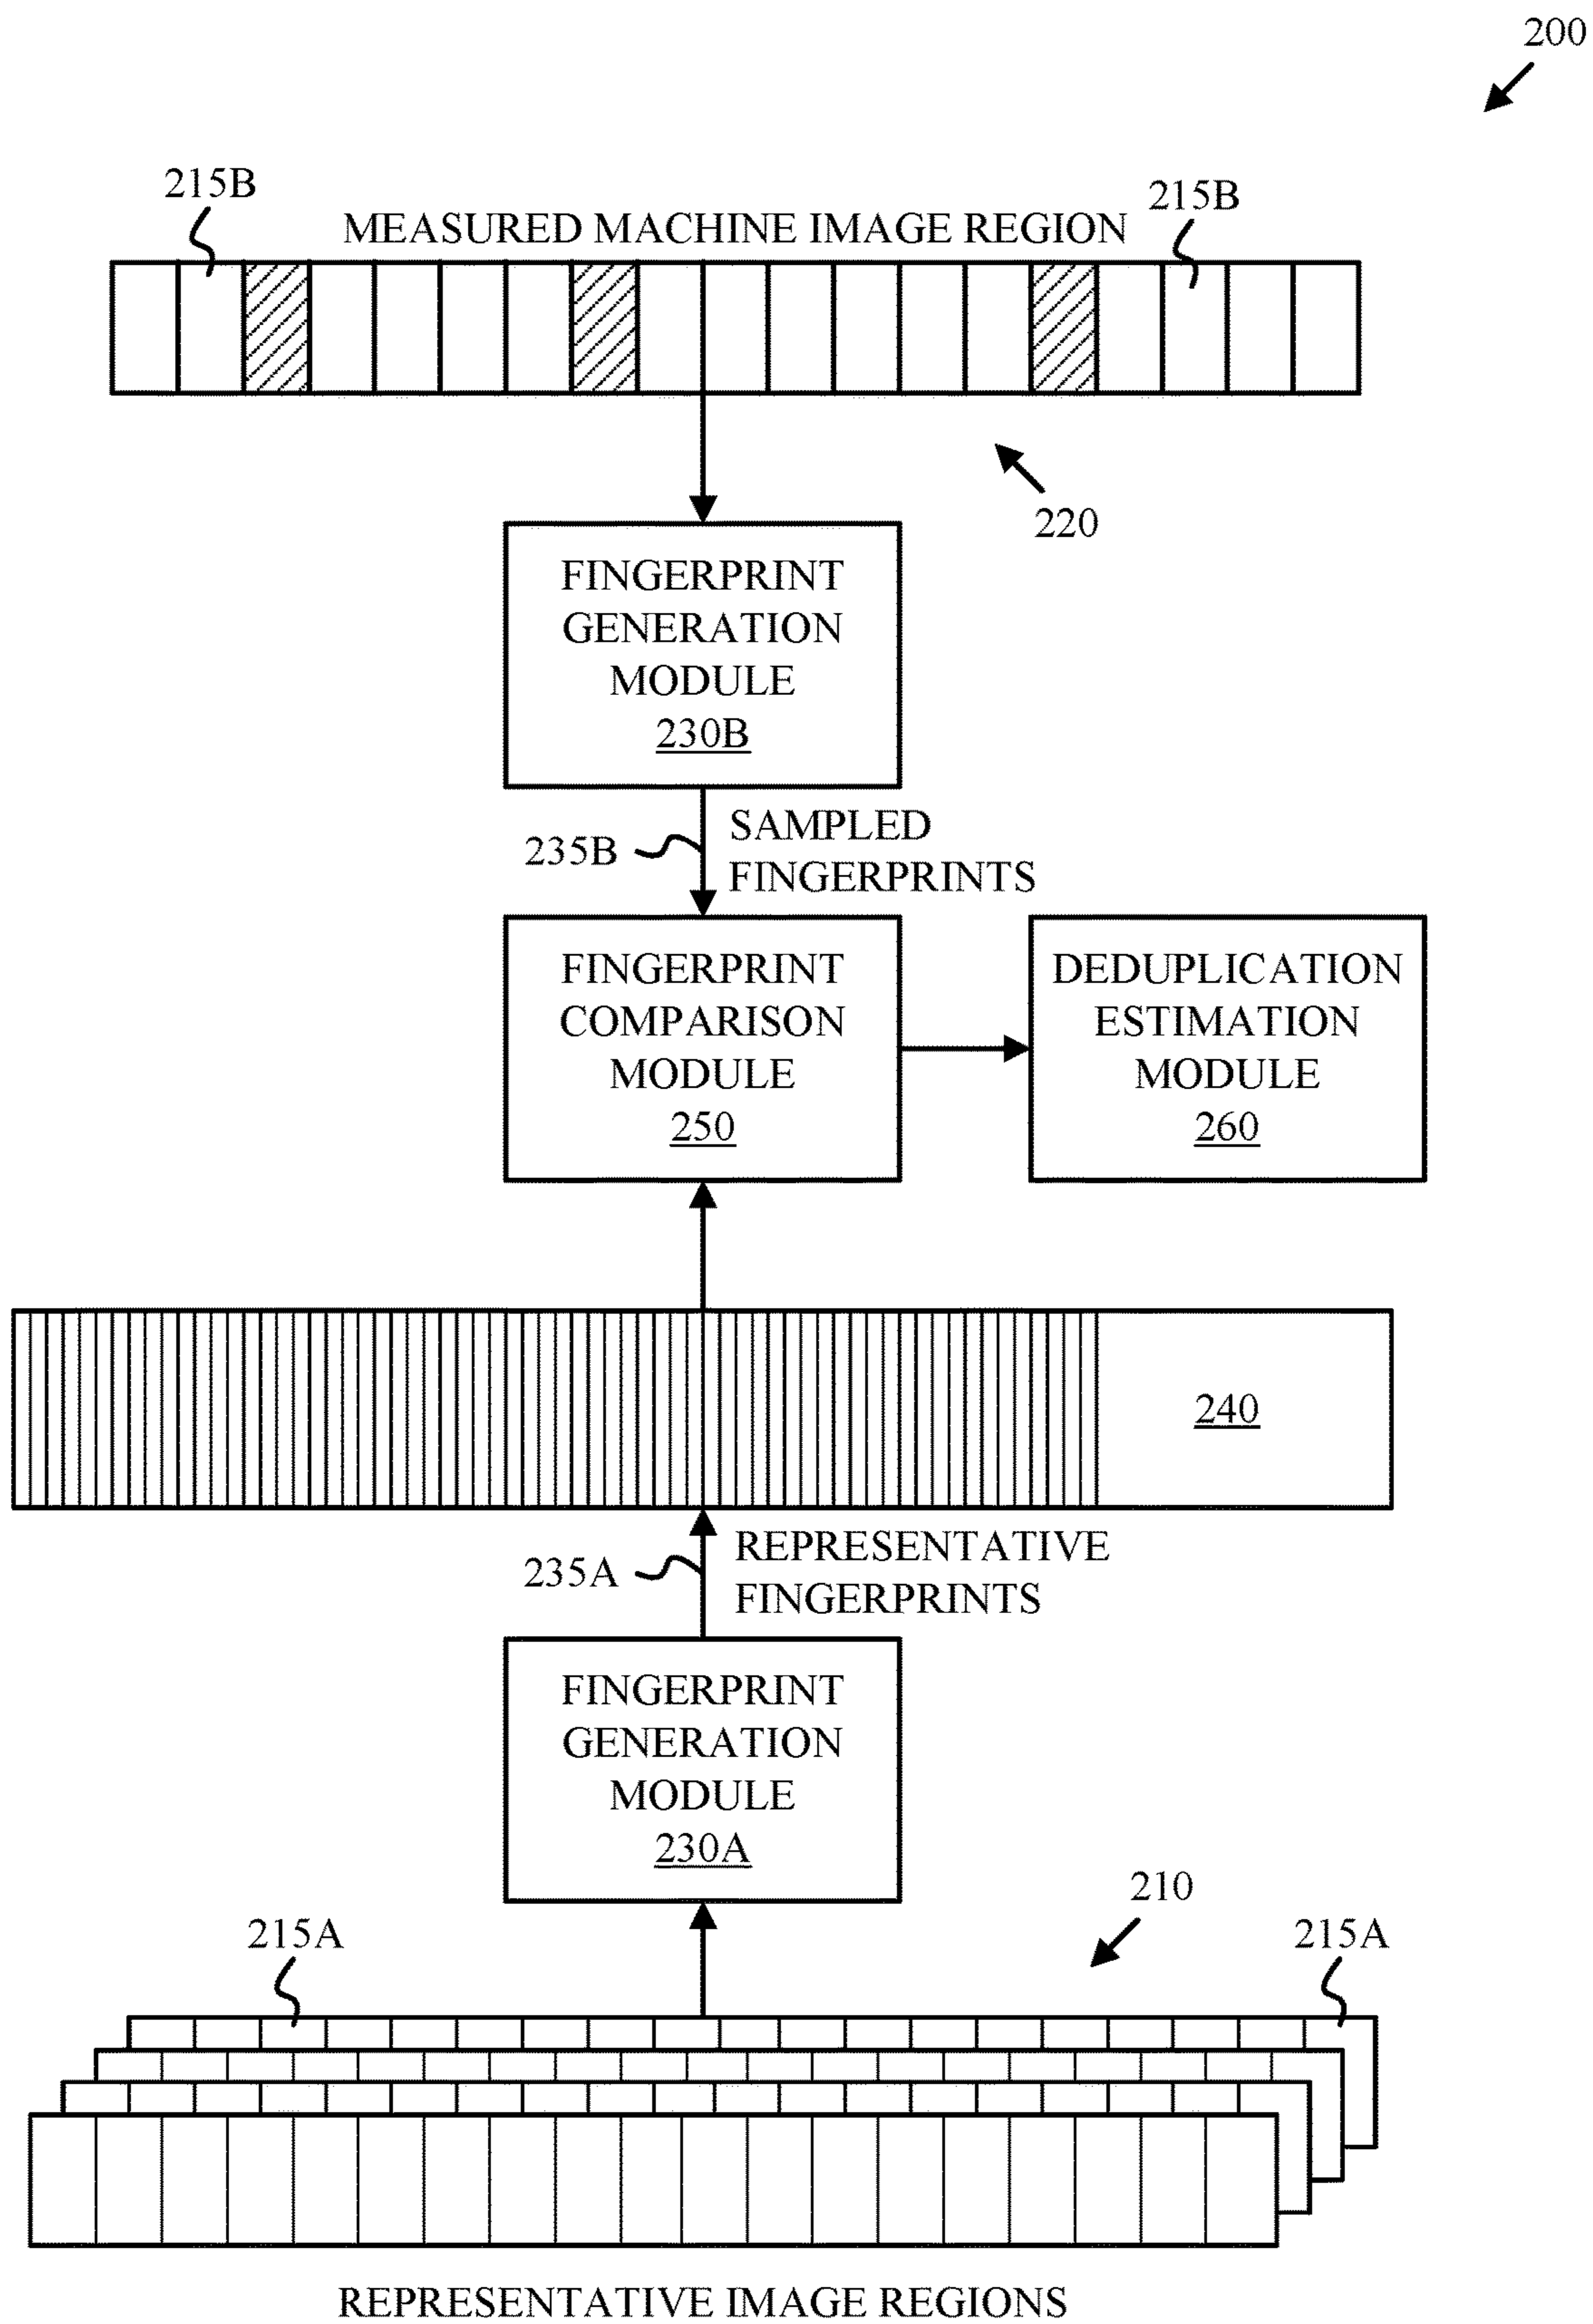 200
215B
215B
MEASURED MACHINE IMAGE REGION
220
FINGERPRINT
GENERATION
MODULE
230B
235B
SAMPLED
FINGERPRINTS
FINGERPRINT
COMPARISON
MODULE
250
DEDUPLICATION
ESTIMATION
MODULE
260
240
235A
REPRESENTATIVE
FINGERPRINTS
FINGERPRINT
GENERATION
MODULE
230A
210
215A
215A
REPRESENTATIVE IMAGE REGIONS